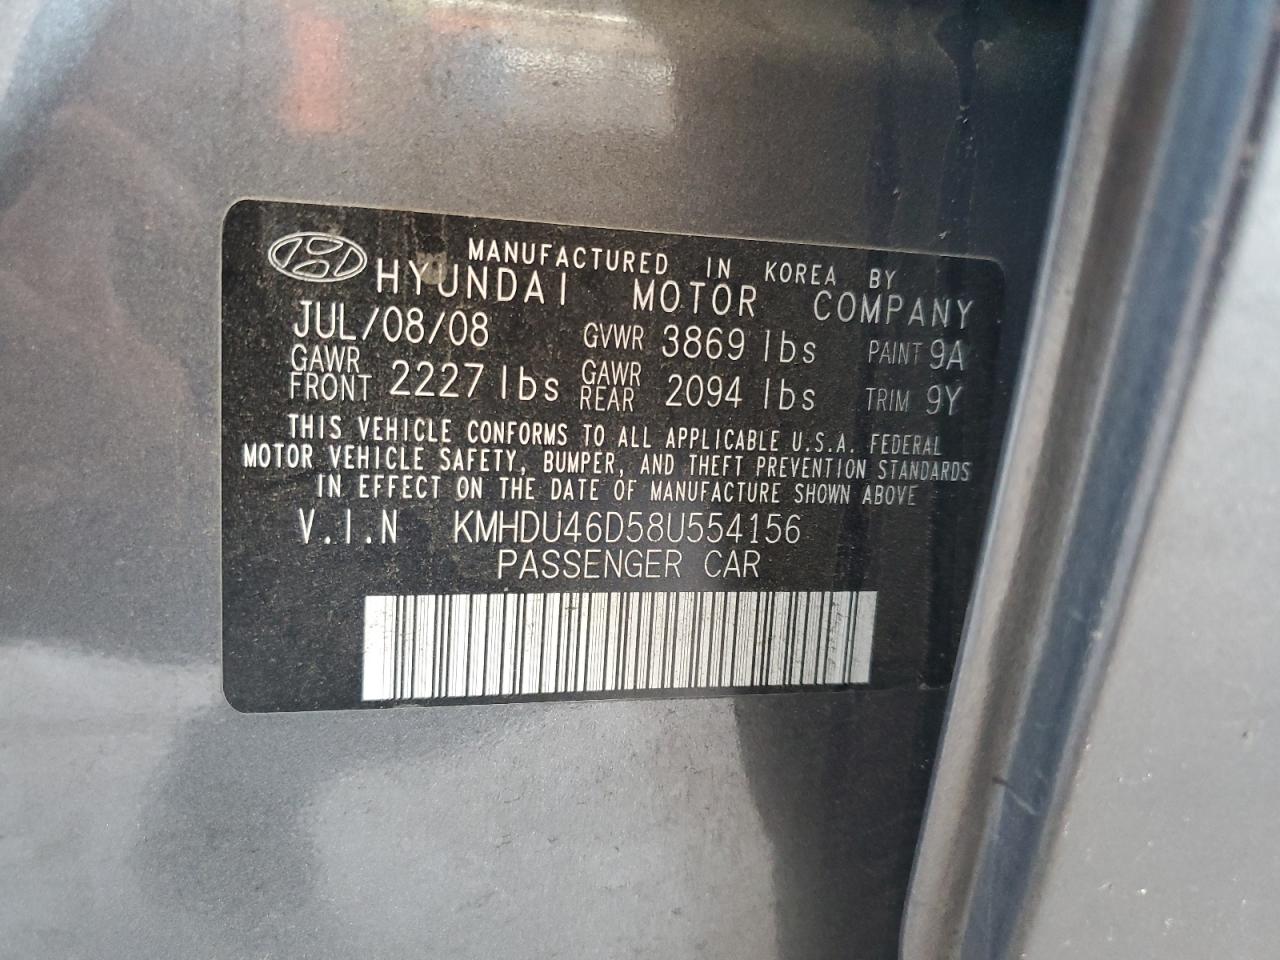 MANUFACTURED IN KOREA BY
HYUNDAI MOTOR COMPANY
JUL/08/08 GVWR 3869 lbs PAINT 9A
GAWR FRONT 2227 lbs GAWR REAR 2094 lbs TRIM 9Y
THIS VEHICLE CONFORMS TO ALL APPLICABLE U.S.A. FEDERAL
MOTOR VEHICLE SAFETY, BUMPER, AND THEFT PREVENTION STANDARDS
IN EFFECT ON THE DATE OF MANUFACTURE SHOWN ABOVE
V.I.N KMHDU46D58U554156
PASSENGER CAR